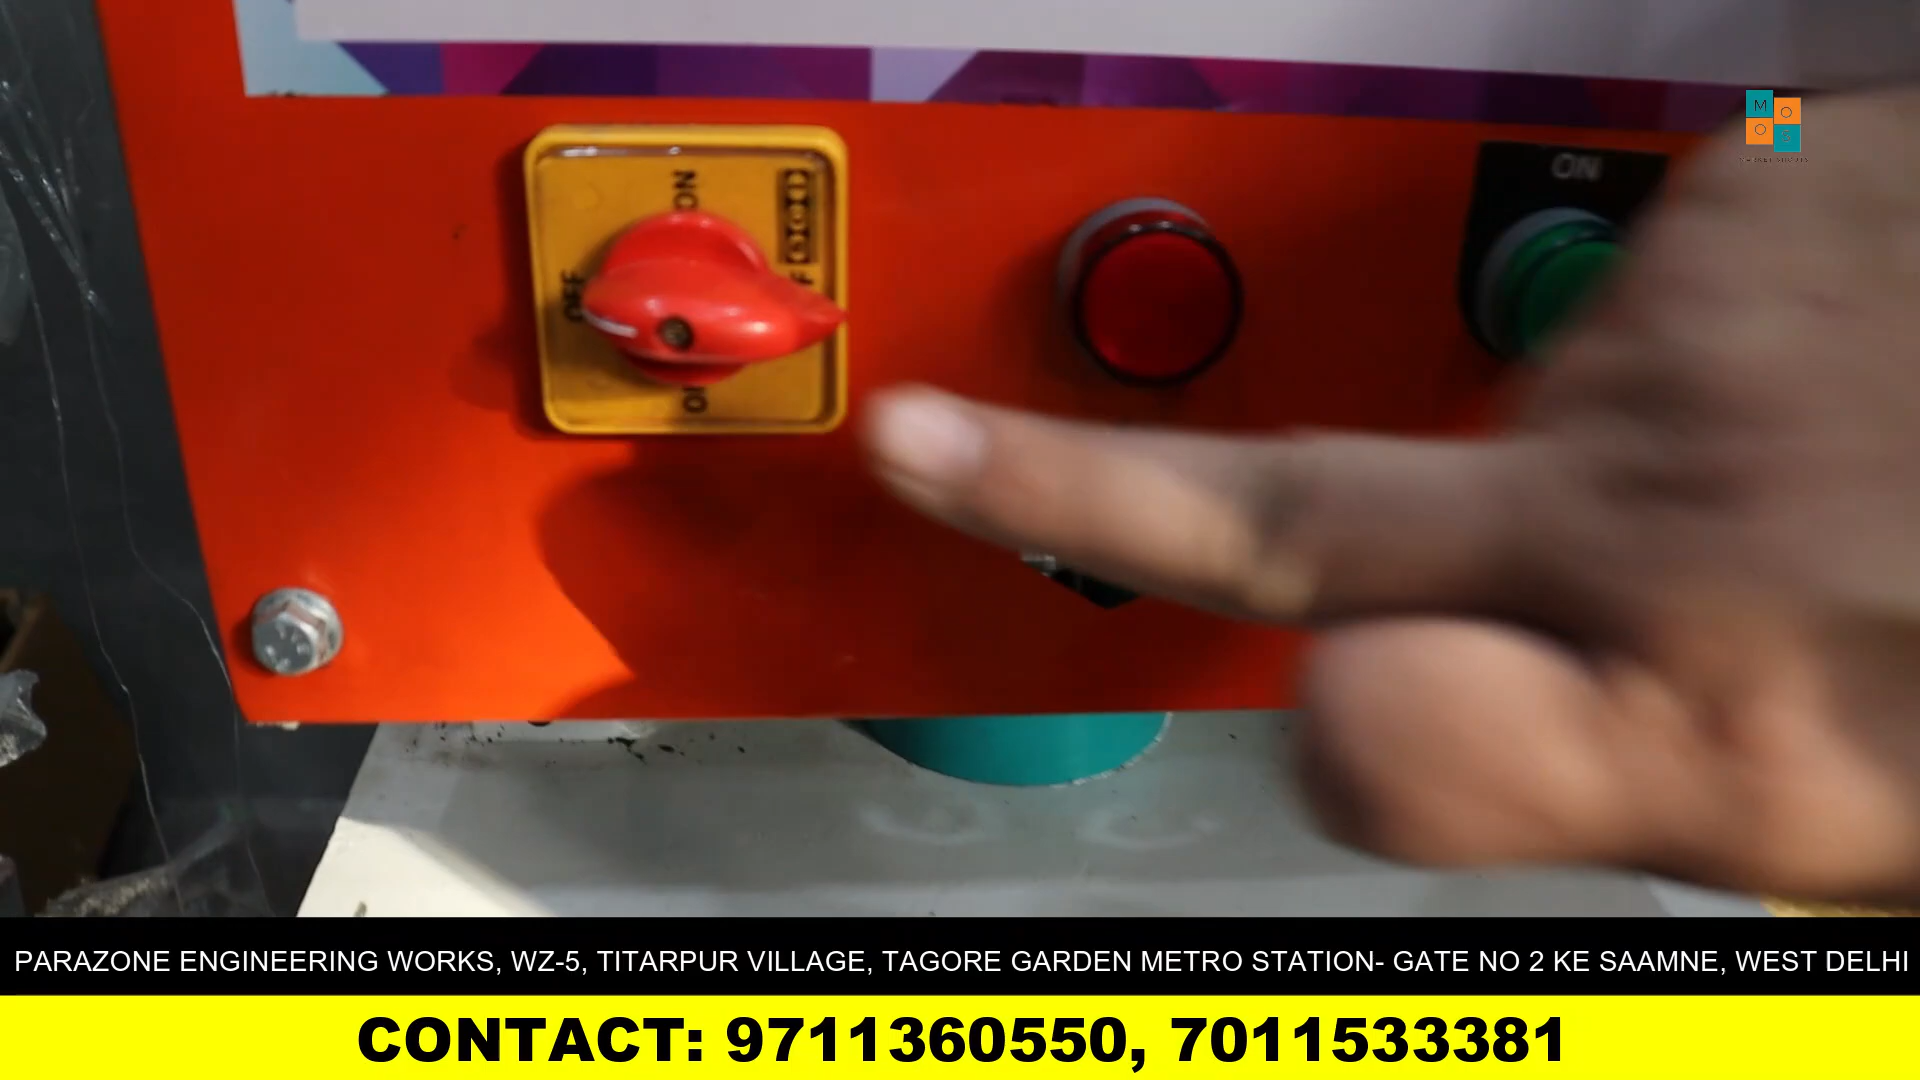 ON
OFF
ON
M
O
O
S
PARAZONE ENGINEERING WORKS, WZ-5, TITARPUR VILLAGE, TAGORE GARDEN METRO STATION- GATE NO 2 KE SAAMNE, WEST DELHI
CONTACT: 9711360550, 7011533381